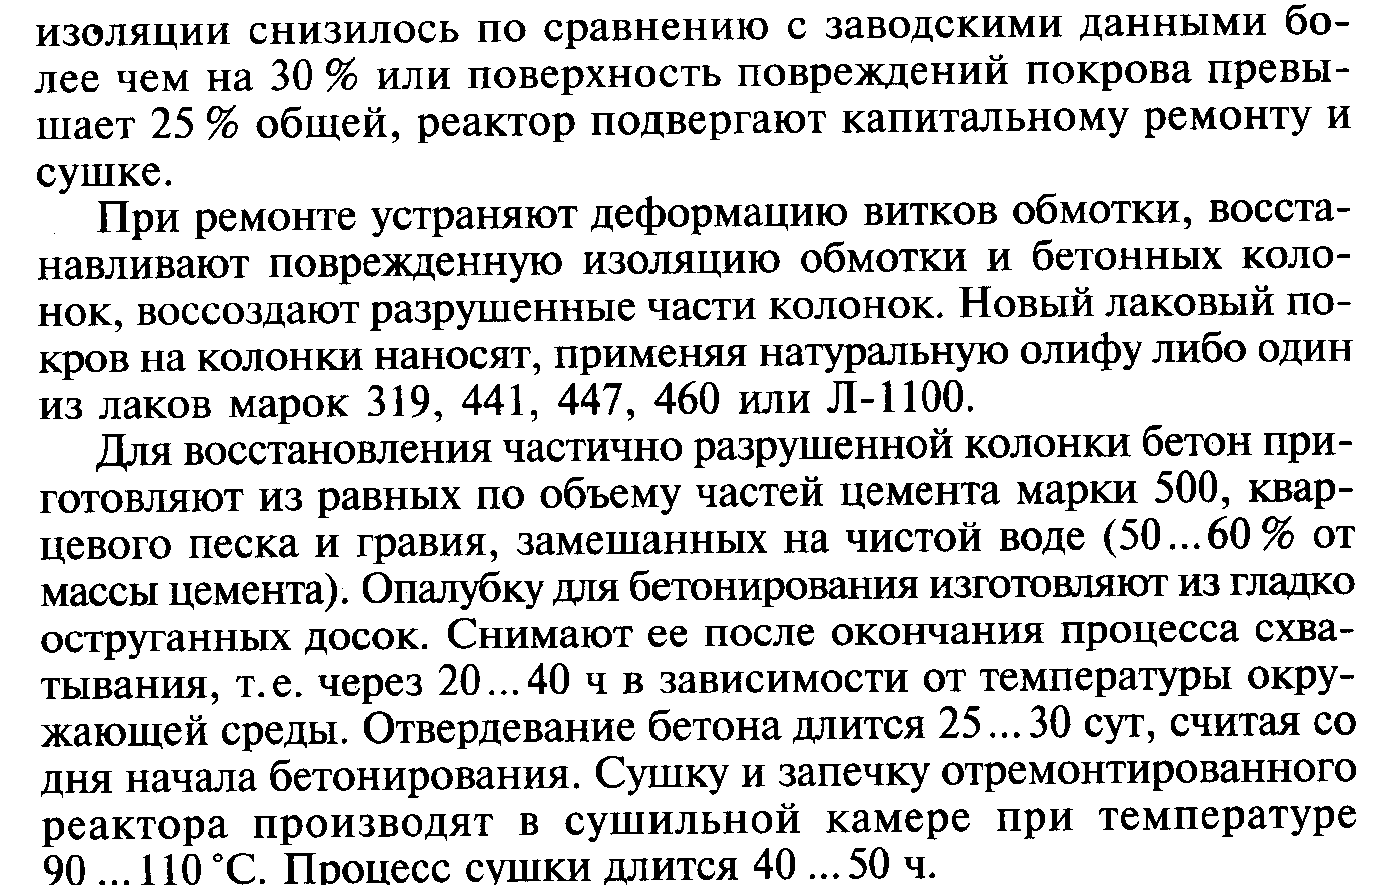 изоляции снизилось по сравнению с заводскими данными бо-
лее чем на 30 % или поверхность повреждений покрова превы-
шает 25 % общей, реактор подвергают капитальному ремонту и
сушке.
При ремонте устраняют деформацию витков обмотки, восста-
навливают поврежденную изоляцию обмотки и бетонных коло-
нок, воссоздают разрушенные части колонок. Новый лаковый по-
кров на колонки наносят, применяя натуральную олифу либо один
из лаков марок 319, 441, 447, 460 или Л-1100.
Для восстановления частично разрушенной колонки бетон при-
готовляют из равных по объему частей цемента марки 500, квар-
цевого песка и гравия, замешанных на чистой воде (50...60 % от
массы цемента). Опалубку для бетонирования изготовляют из гладко
оструганных досок. Снимают ее после окончания процесса схва-
тывания, т. е. через 20...40 ч в зависимости от температуры окру-
жающей среды. Отвердевание бетона длится 25...30 сут, считая со
дня начала бетонирования. Сушку и запечку отремонтированного
реактора производят в сушильной камере при температуре
90...110 °С. Процесс сушки длится 40...50 ч.